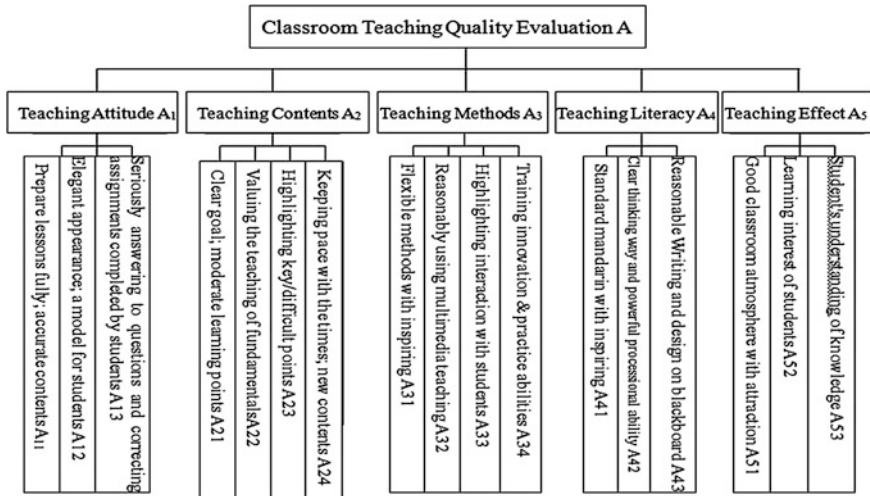 Classroom Teaching Quality Evaluation A
Teaching Attitude A1
Teaching Contents A2
Teaching Methods A3
Teaching Literacy A4
Teaching Effect A5
Prepare lessons fully; accurate contents A11
Elegant appearance; a model for students A12
Seriously answering to questions and correcting
assignments completed by students A13
Clear goal; moderate learning points A21
Valuing the teaching of fundamentalsA22
Highlighting key/difficult points A23
Keeping pace with the times; new contents A24
Flexible methods with inspiring A31
Reasonably using multimedia teaching A32
Highlighting interaction with students A33
Training innovation & practice abilities A34
Standard mandarin with inspiring A41
Clear thinking way and powerful processional ability A42
Reasonable Writing and design on blackboard A43
Good classroom atmosphere with attraction A51
Learning interest of students A52
Student's understanding of knowledge A53